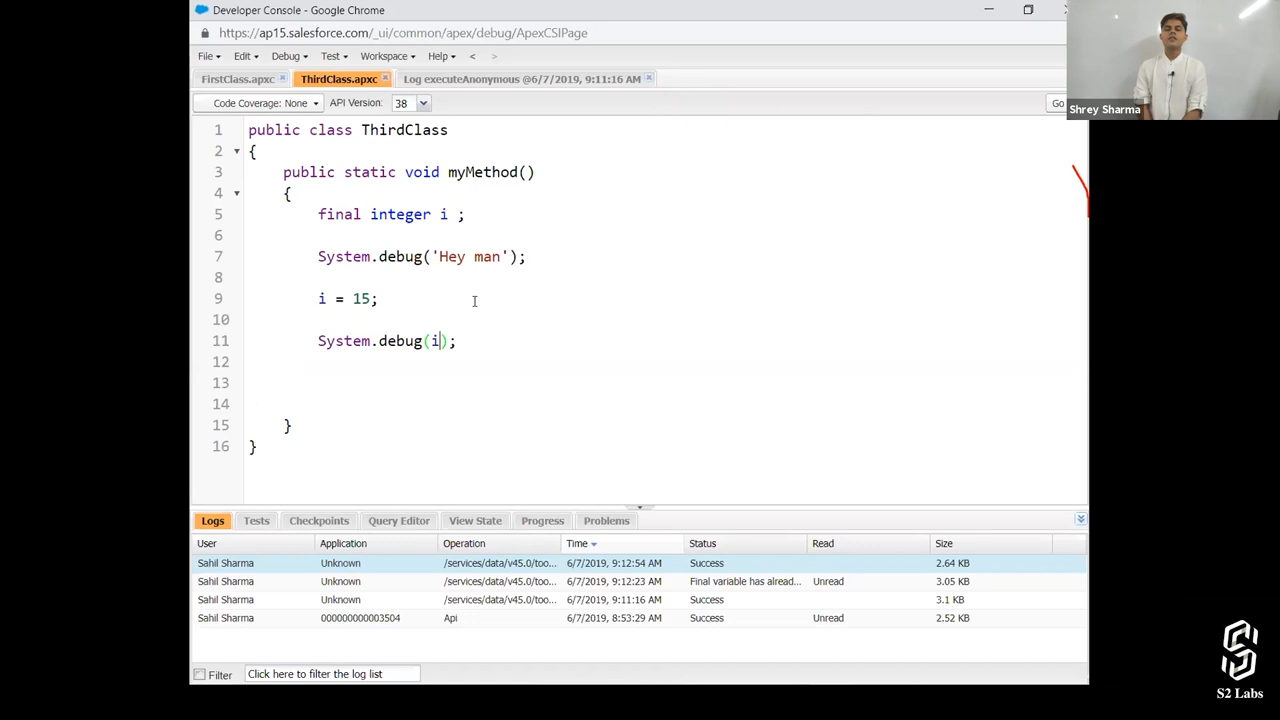 Developer Console - Google Chrome
https://ap15.salesforce.com/_ui/common/apex/debug/ApexCSIPage
File Edit Debug Test Workspace Help < >
FirstClass.apxc ThirdClass.apxc Log executeAnonymous @6/7/2019, 9:11:16 AM
Code Coverage: None API Version: 38 Go
Shrey Sharma
1 public class ThirdClass
2 {
3 public static void myMethod()
4 {
5 final integer i ;
6
7 System.debug('Hey man');
8
9 i = 15;
10
11 System.debug(i);
12
13
14
15 }
16 }
Logs Tests Checkpoints Query Editor View State Progress Problems
User Application Operation Time Status Read Size
Sahil Sharma Unknown /services/data/v45.0/too... 6/7/2019, 9:12:54 AM Success 2.64 KB
Sahil Sharma Unknown /services/data/v45.0/too... 6/7/2019, 9:12:23 AM Final variable has alread... Unread 3.05 KB
Sahil Sharma Unknown /services/data/v45.0/too... 6/7/2019, 9:11:16 AM Success 3.1 KB
Sahil Sharma 000000000003504 Api 6/7/2019, 8:53:29 AM Success Unread 2.52 KB
Filter Click here to filter the log list
S2 Labs